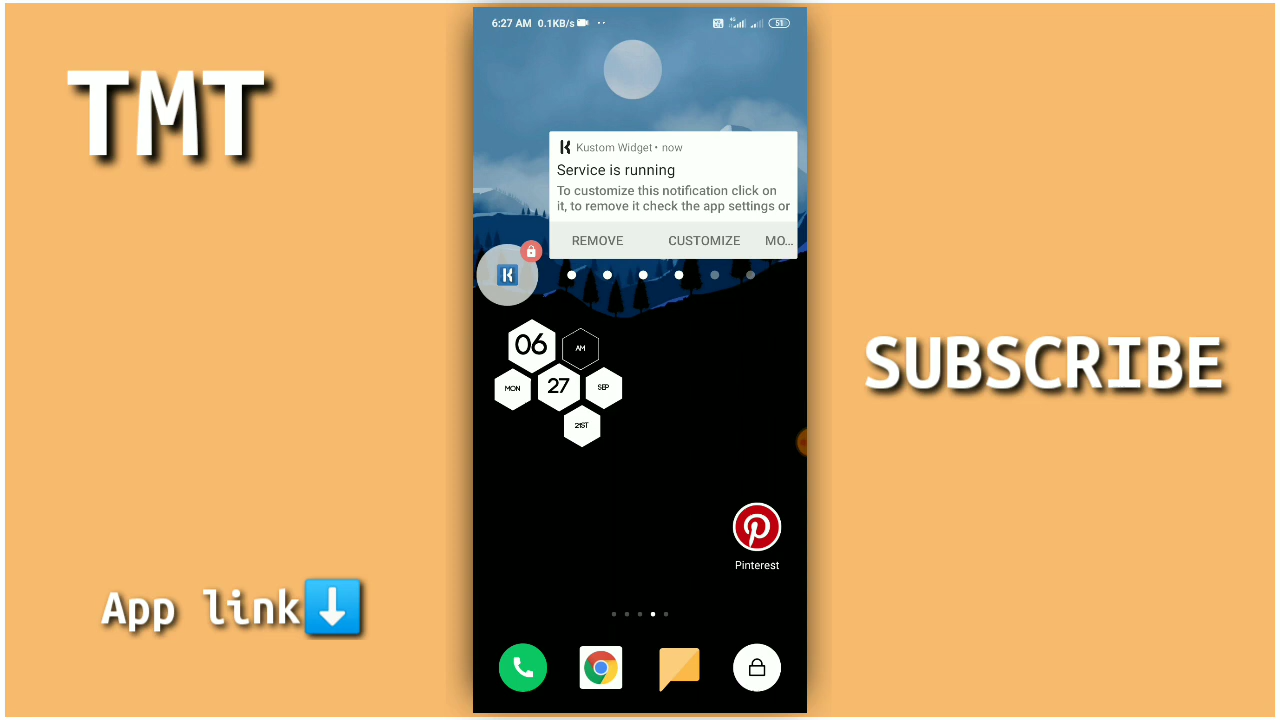 6:27 AM 0.1KB/s
4G
51
TMT
Kustom Widget • now
Service is running
To customize this notification click on
it, to remove it check the app settings or
REMOVE CUSTOMIZE MO...
06
AM
MON
27
SEP
21ST
SUBSCRIBE
Pinterest
App link